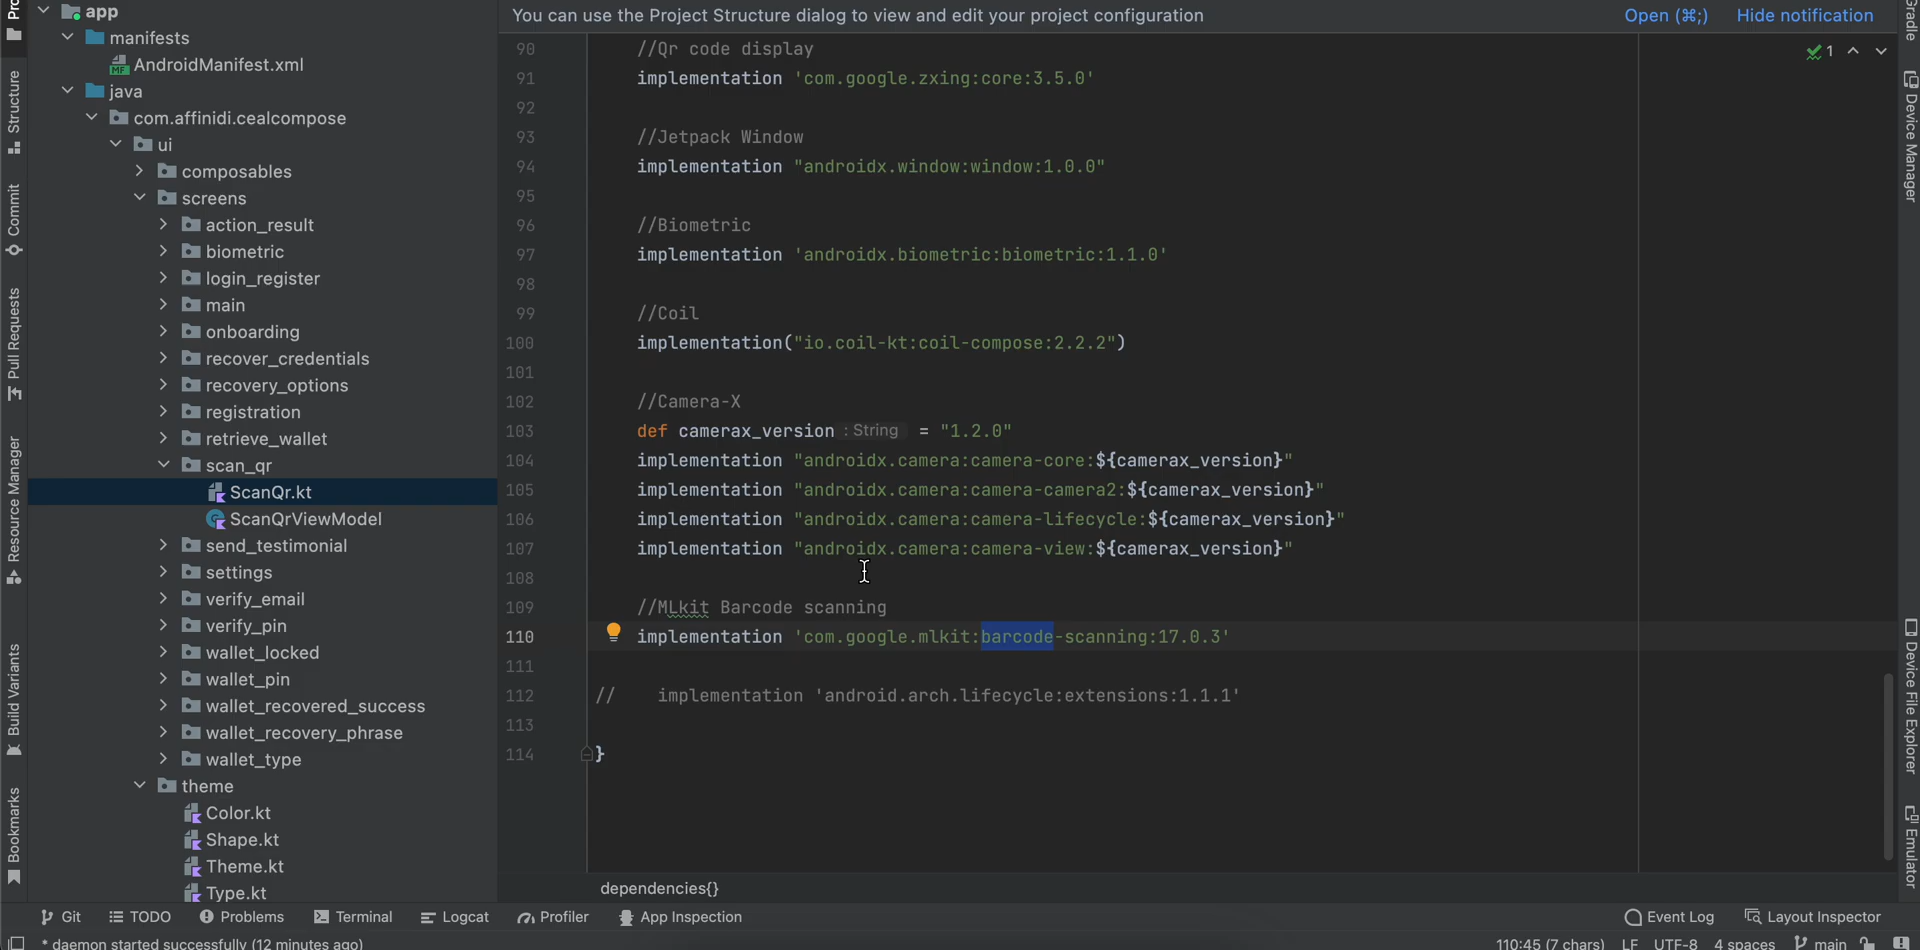 app
manifests
AndroidManifest.xml
java
com.affinidi.cealcompose
ui
composables
screens
action_result
biometric
login_register
main
onboarding
recover_credentials
recovery_options
registration
retrieve_wallet
scan_qr
ScanQr.kt
ScanQrViewModel
send_testimonial
settings
verify_email
verify_pin
wallet_locked
wallet_pin
wallet_recovered_success
wallet_recovery_phrase
wallet_type
theme
Color.kt
Shape.kt
Theme.kt
Type.kt
Structure
Commit
Pull Requests
Resource Manager
Build Variants
Bookmarks
You can use the Project Structure dialog to view and edit your project configuration Open (⌘;) Hide notification
1
90 //Qr code display
91 implementation 'com.google.zxing:core:3.5.0'
92
93 //Jetpack Window
94 implementation "androidx.window:window:1.0.0"
95
96 //Biometric
97 implementation 'androidx.biometric:biometric:1.1.0'
98
99 //Coil
100 implementation("io.coil-kt:coil-compose:2.2.2")
101
102 //Camera-X
103 def camerax_version : String = "1.2.0"
104 implementation "androidx.camera:camera-core:${camerax_version}"
105 implementation "androidx.camera:camera-camera2:${camerax_version}"
106 implementation "androidx.camera:camera-lifecycle:${camerax_version}"
107 implementation "androidx.camera:camera-view:${camerax_version}"
108
109 //MLkit Barcode scanning
110 implementation 'com.google.mlkit:barcode-scanning:17.0.3'
111
112 // implementation 'android.arch.lifecycle:extensions:1.1.1'
113
114 }
dependencies{}
Device Manager
Device File Explorer
Emulator
Git TODO Problems Terminal Logcat Profiler App Inspection Event Log Layout Inspector
* daemon started successfully (12 minutes ago) 110:45 (7 chars) LF UTF-8 4 spaces main